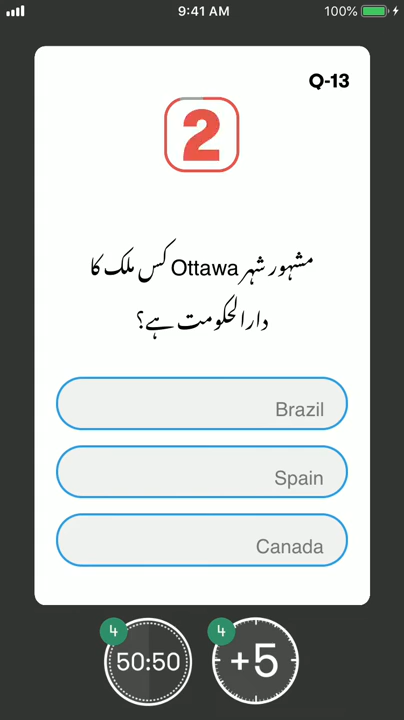 9:41 AM
100%
Q-13
2
مشہور شہر Ottawa کس ملک کا
دارالحکومت ہے؟
Brazil
Spain
Canada
4
50:50
4
+5